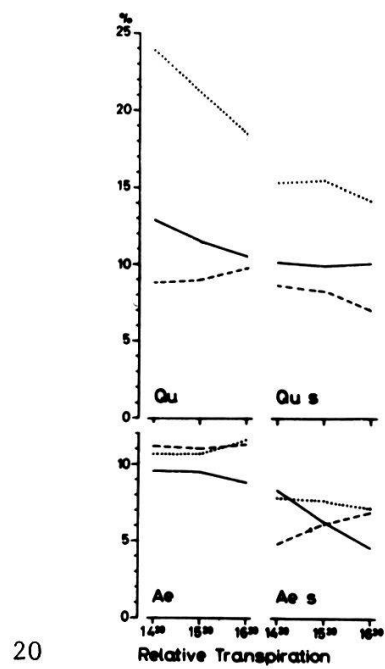 %
25
20
15
10
5
0
Qu
Qu s
10
5
0
Ae
Ae s
14³⁰ 15³⁰ 16³⁰ 14³⁰ 15³⁰ 16³⁰
Relative Transpiration
20